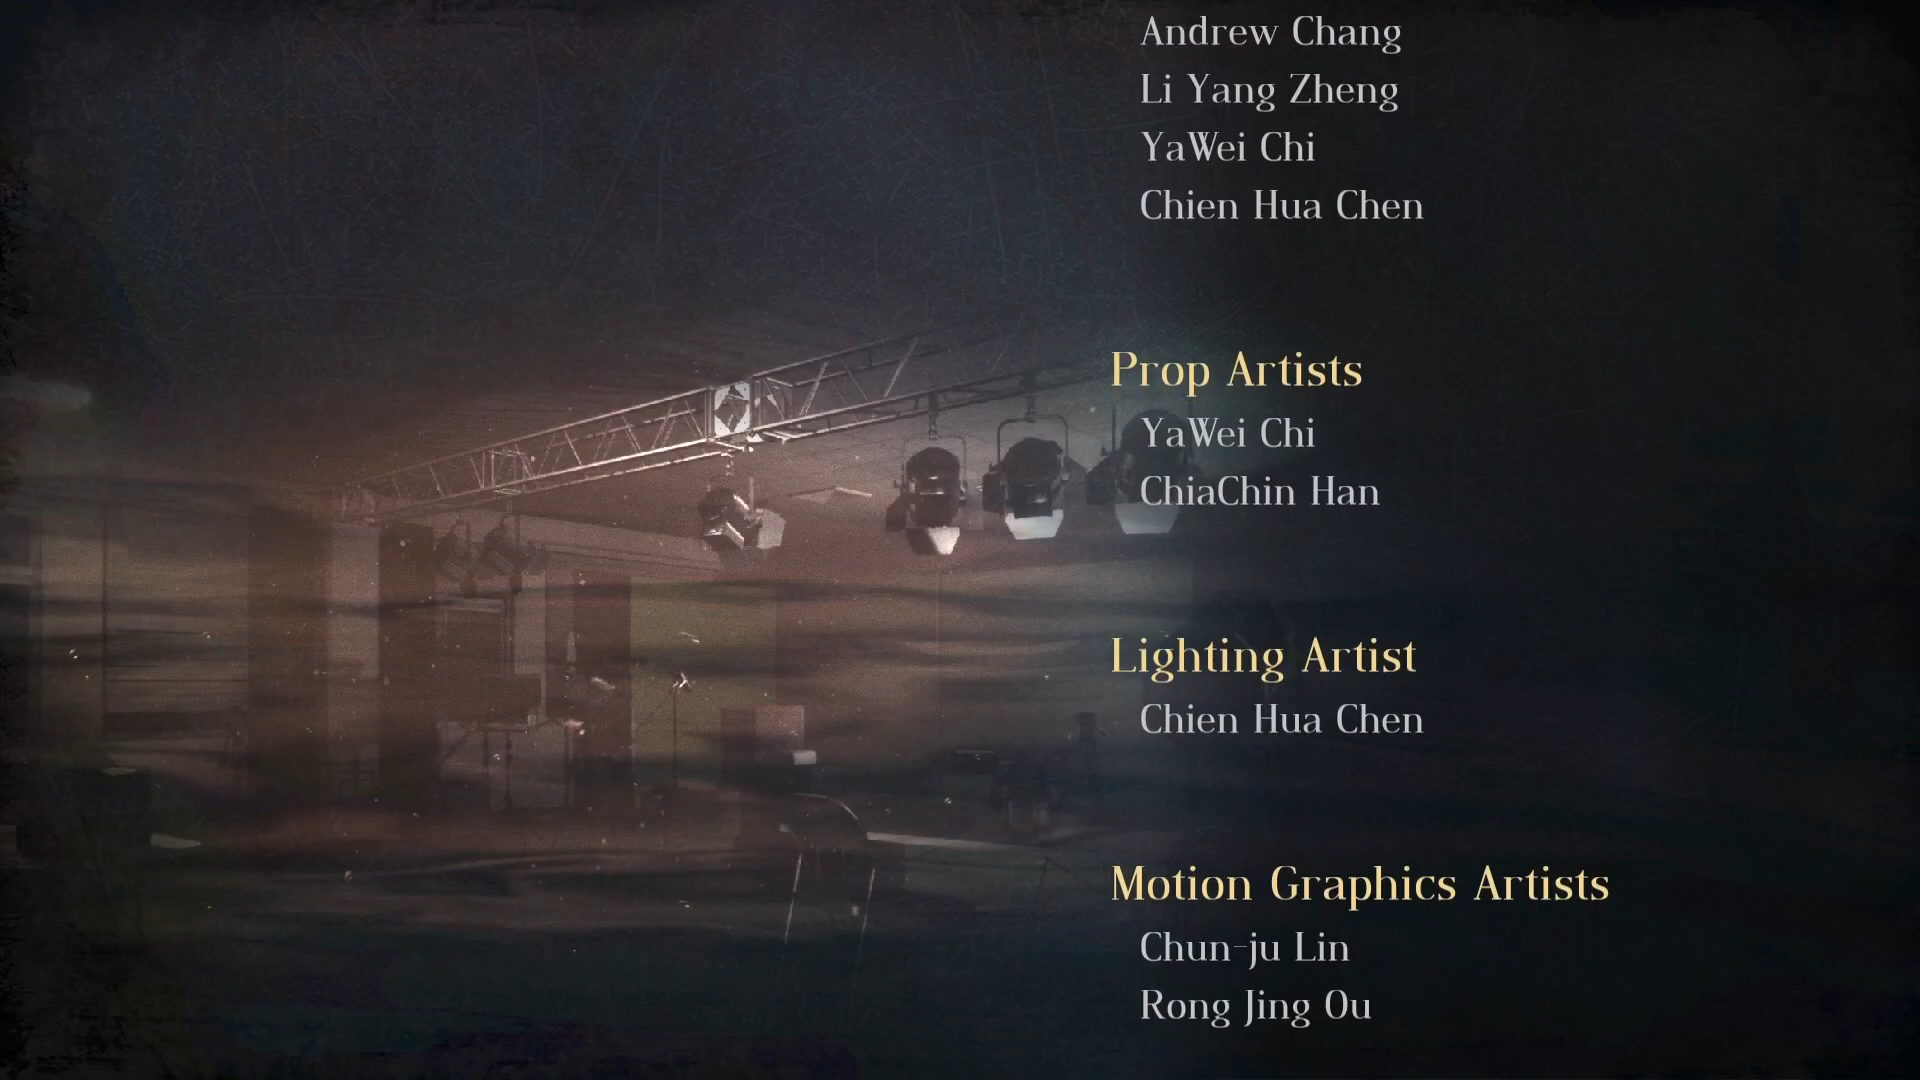 Andrew Chang
Li Yang Zheng
YaWei Chi
Chien Hua Chen
Prop Artists
YaWei Chi
ChiaChin Han
Lighting Artist
Chien Hua Chen
Motion Graphics Artists
Chun-ju Lin
Rong Jing Ou